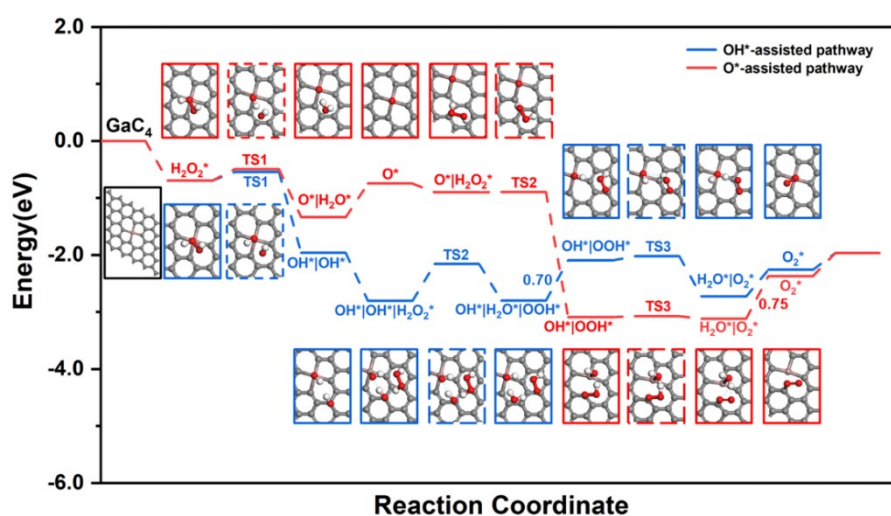 2.0
0.0
-2.0
-4.0
-6.0
Energy(eV)
Reaction Coordinate
OH*-assisted pathway
O*-assisted pathway
GaC₄
H₂O₂*
TS1
TS1
O*|H₂O*
O*
O*|H₂O₂*
TS2
OH*|OH*
OH*|OH*|H₂O₂*
TS2
OH*|H₂O*|OOH*
0.70
OH*|OOH*
TS3
H₂O*|O₂*
O₂*
OH*|OOH*
TS3
H₂O*|O₂*
0.75
O₂*